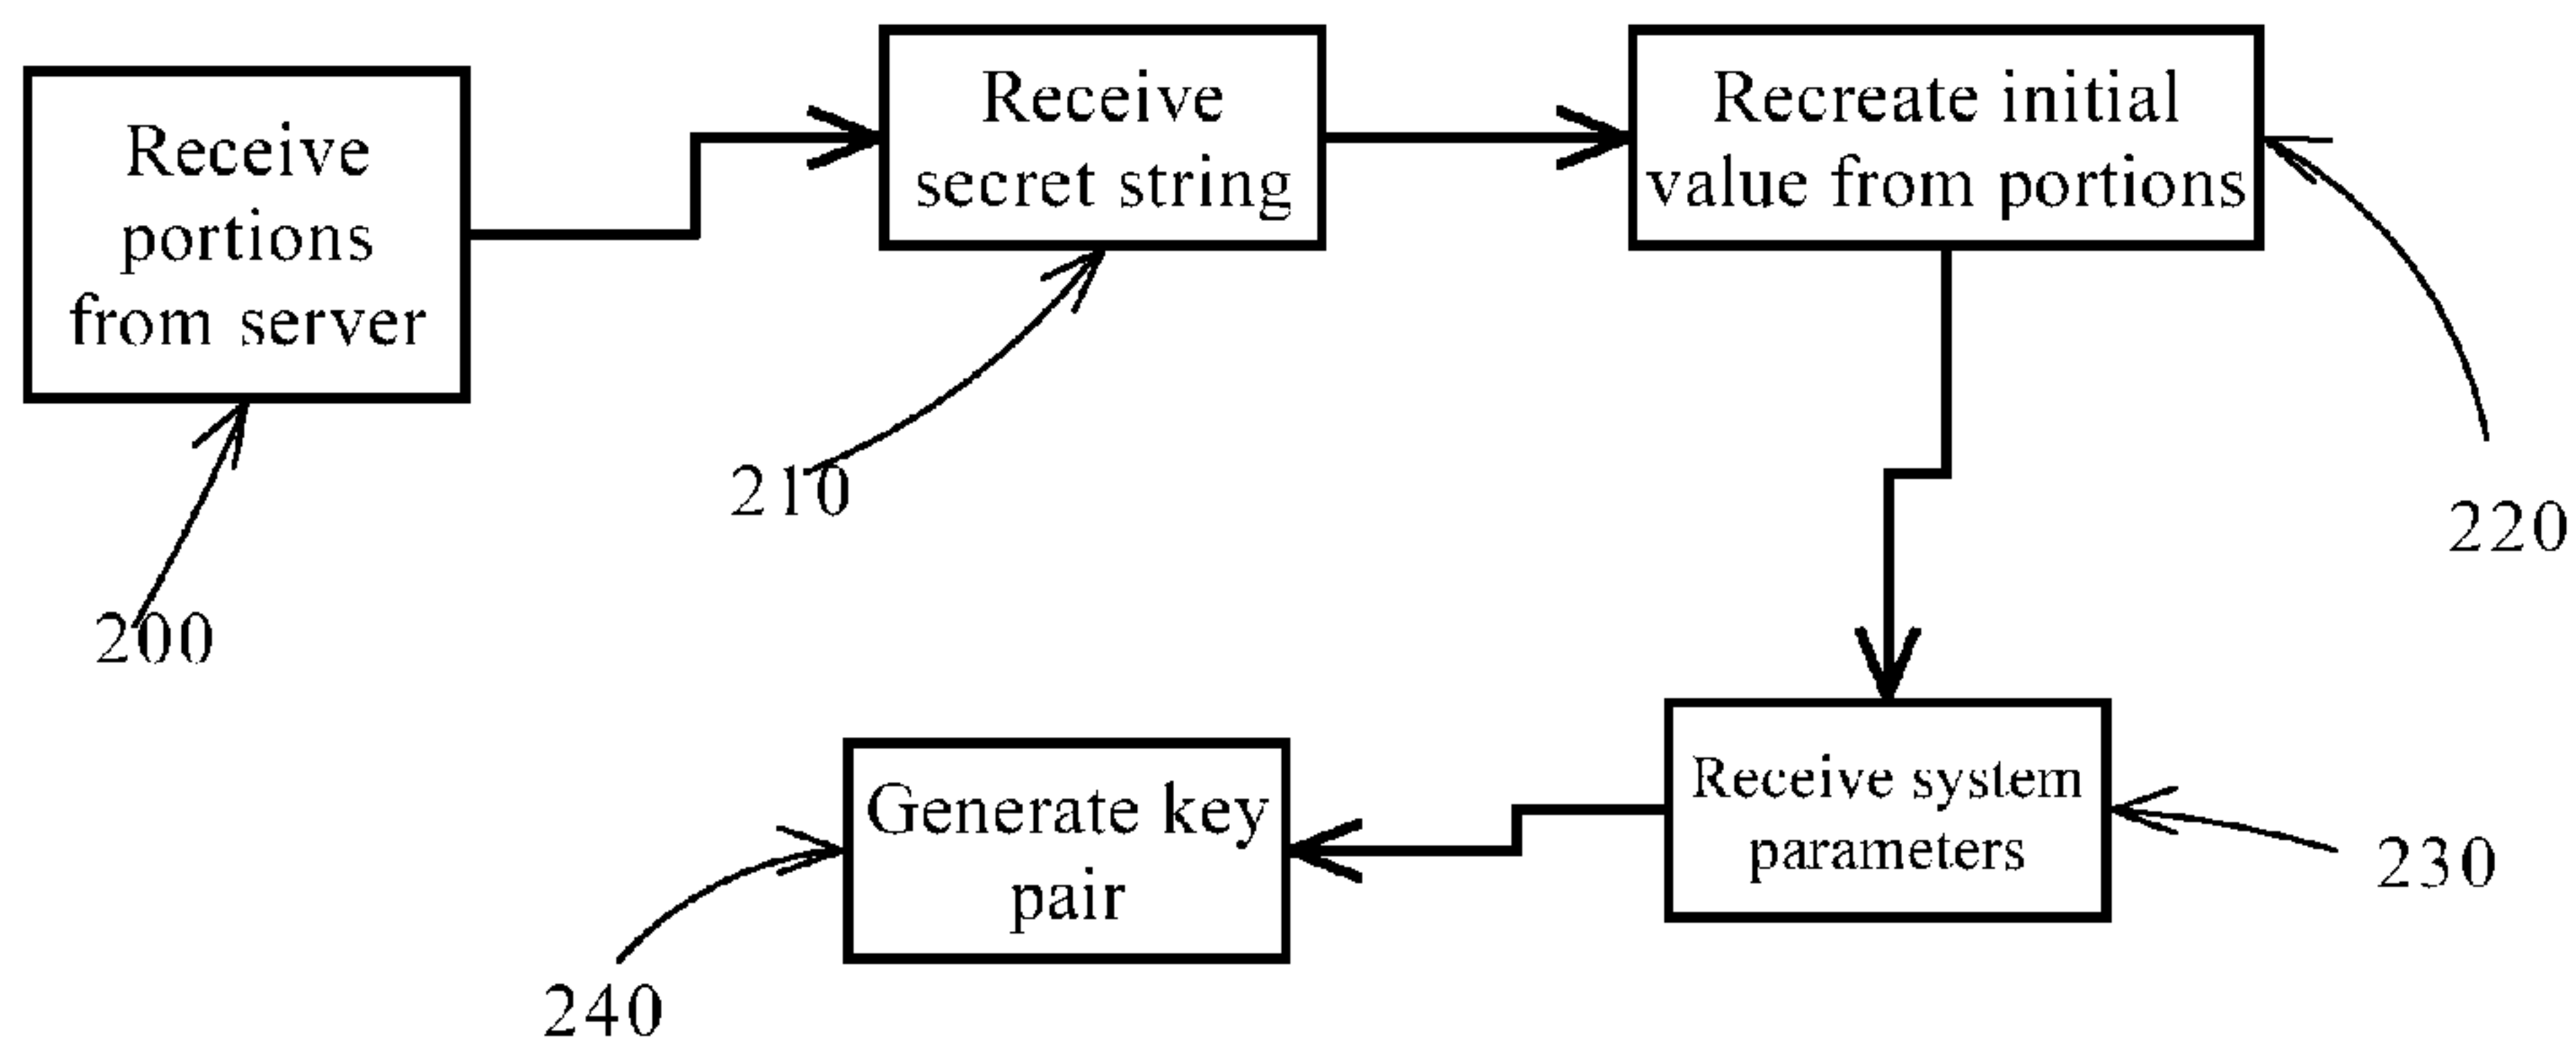 Receive
portions
from server
200
Receive
secret string
210
Recreate initial
value from portions
220
Receive system
parameters
230
Generate key
pair
240